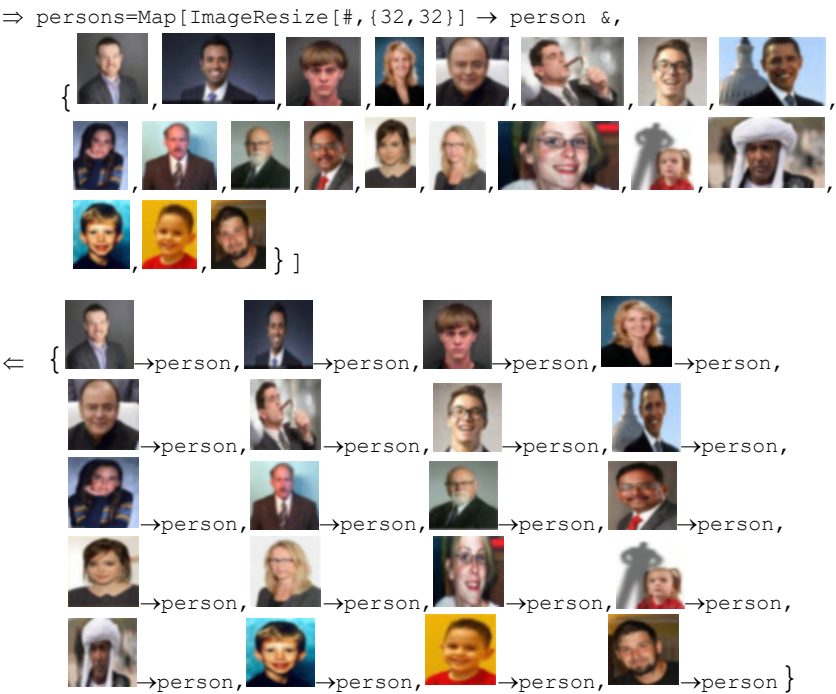 ⇒ persons=Map[ImageResize[#,{32,32}] → person &,
{ , , , , , , , ,
, , , , , , , , ,
, , }]
⇐ { →person, →person, →person, →person,
→person, →person, →person, →person,
→person, →person, →person, →person,
→person, →person, →person, →person,
→person, →person, →person, →person}